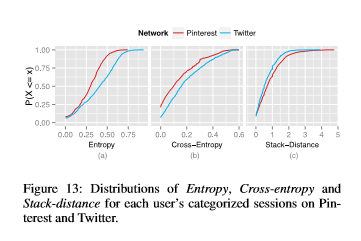 Network Pinterest Twitter
P(X <= x)
1.00
0.75
0.50
0.25
0.00
0.00 0.25 0.50 0.75 0.0 0.2 0.4 0.6 0 1 2 3 4 5
Entropy Cross-Entropy Stack-Distance
(a) (b) (c)
Figure 13: Distributions of Entropy, Cross-entropy and
Stack-distance for each user's categorized sessions on Pin-
terest and Twitter.